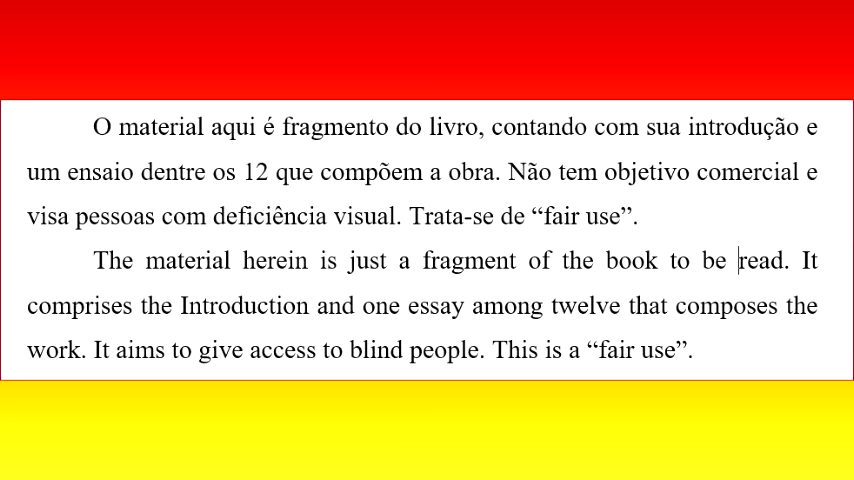 O material aqui é fragmento do livro, contando com sua introdução e
um ensaio dentre os 12 que compõem a obra. Não tem objetivo comercial e
visa pessoas com deficiência visual. Trata-se de “fair use”.
The material herein is just a fragment of the book to be read. It
comprises the Introduction and one essay among twelve that composes the
work. It aims to give access to blind people. This is a “fair use”.